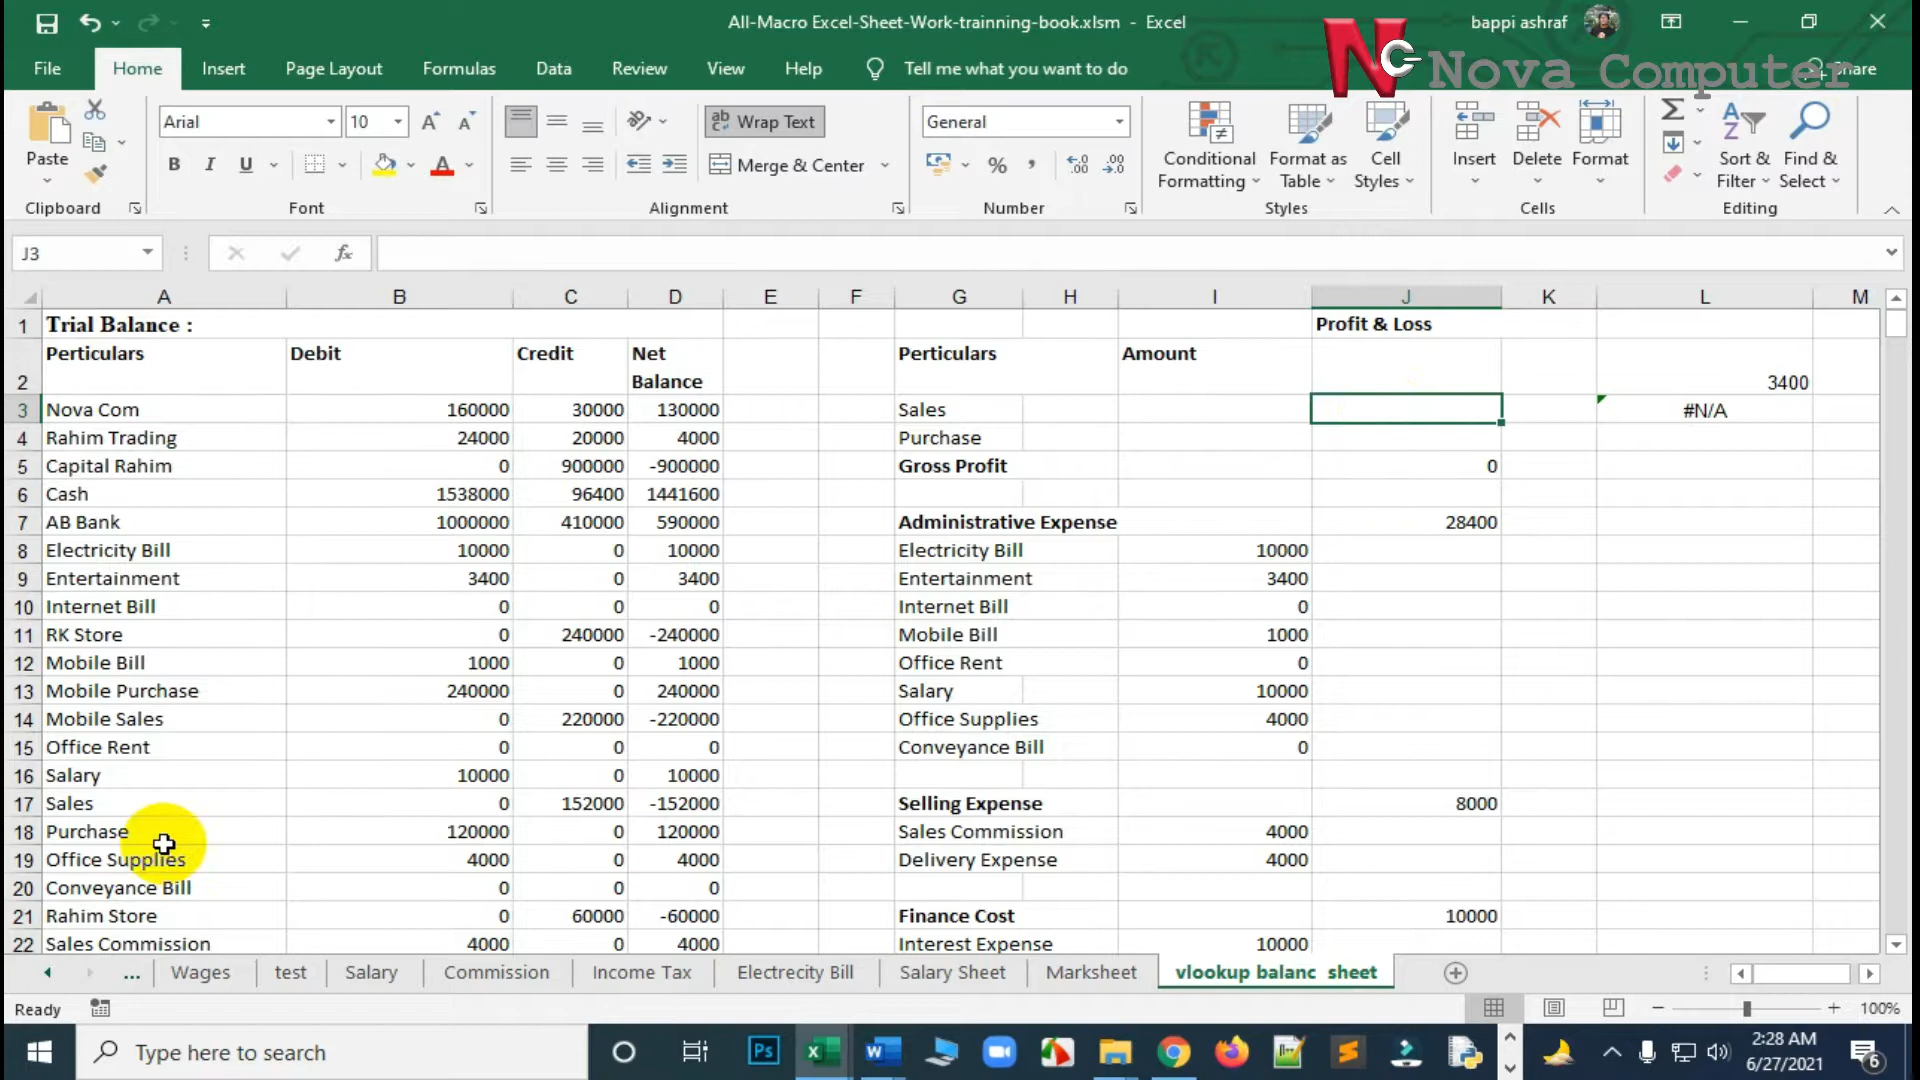 All-Macro Excel-Sheet-Work-trainning-book.xlsm - Excel
bappi ashraf
File Home Insert Page Layout Formulas Data Review View Help Tell me what you want to do
NC Nova Computer
Share
Arial 10
ab Wrap Text
General
Paste
B I U
Merge & Center
% ,
Conditional Formatting
Format as Table
Cell Styles
Insert Delete Format
Sort & Filter
Find & Select
Clipboard Font Alignment Number Styles Cells Editing
J3 fx
A B C D E F G H I J K L M
1 Trial Balance : Profit & Loss
2 Perticulars Debit Credit Net Balance Perticulars Amount 3400
3 Nova Com 160000 30000 130000 Sales #N/A
4 Rahim Trading 24000 20000 4000 Purchase
5 Capital Rahim 0 900000 -900000 Gross Profit 0
6 Cash 1538000 96400 1441600
7 AB Bank 1000000 410000 590000 Administrative Expense 28400
8 Electricity Bill 10000 0 10000 Electricity Bill 10000
9 Entertainment 3400 0 3400 Entertainment 3400
10 Internet Bill 0 0 0 Internet Bill 0
11 RK Store 0 240000 -240000 Mobile Bill 1000
12 Mobile Bill 1000 0 1000 Office Rent 0
13 Mobile Purchase 240000 0 240000 Salary 10000
14 Mobile Sales 0 220000 -220000 Office Supplies 4000
15 Office Rent 0 0 0 Conveyance Bill 0
16 Salary 10000 0 10000
17 Sales 0 152000 -152000 Selling Expense 8000
18 Purchase 120000 0 120000 Sales Commission 4000
19 Office Supplies 4000 0 4000 Delivery Expense 4000
20 Conveyance Bill 0 0 0
21 Rahim Store 0 60000 -60000 Finance Cost 10000
22 Sales Commission 4000 0 4000 Interest Expense 10000
... Wages test Salary Commission Income Tax Electrecity Bill Salary Sheet Marksheet vlookup balanc sheet
Ready 100%
Type here to search
Ps
2:28 AM
6/27/2021
6